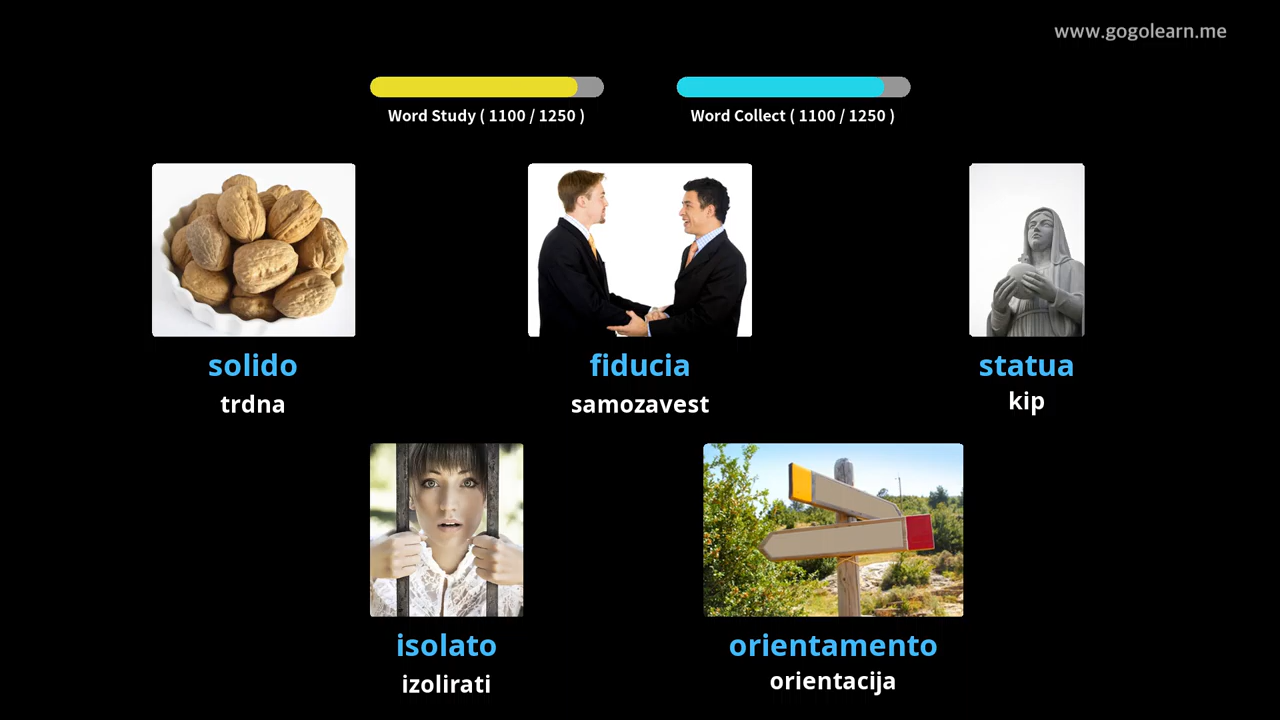 www.gogolearn.me
Word Study ( 1100 / 1250 )
Word Collect ( 1100 / 1250 )
solido
trdna
fiducia
samozavest
statua
kip
isolato
izolirati
orientamento
orientacija